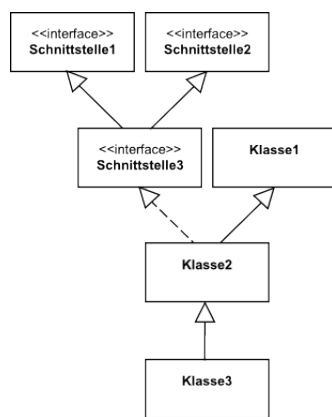 <<interface>>
Schnittstelle1
<<interface>>
Schnittstelle2
<<interface>>
Schnittstelle3
Klasse1
Klasse2
Klasse3